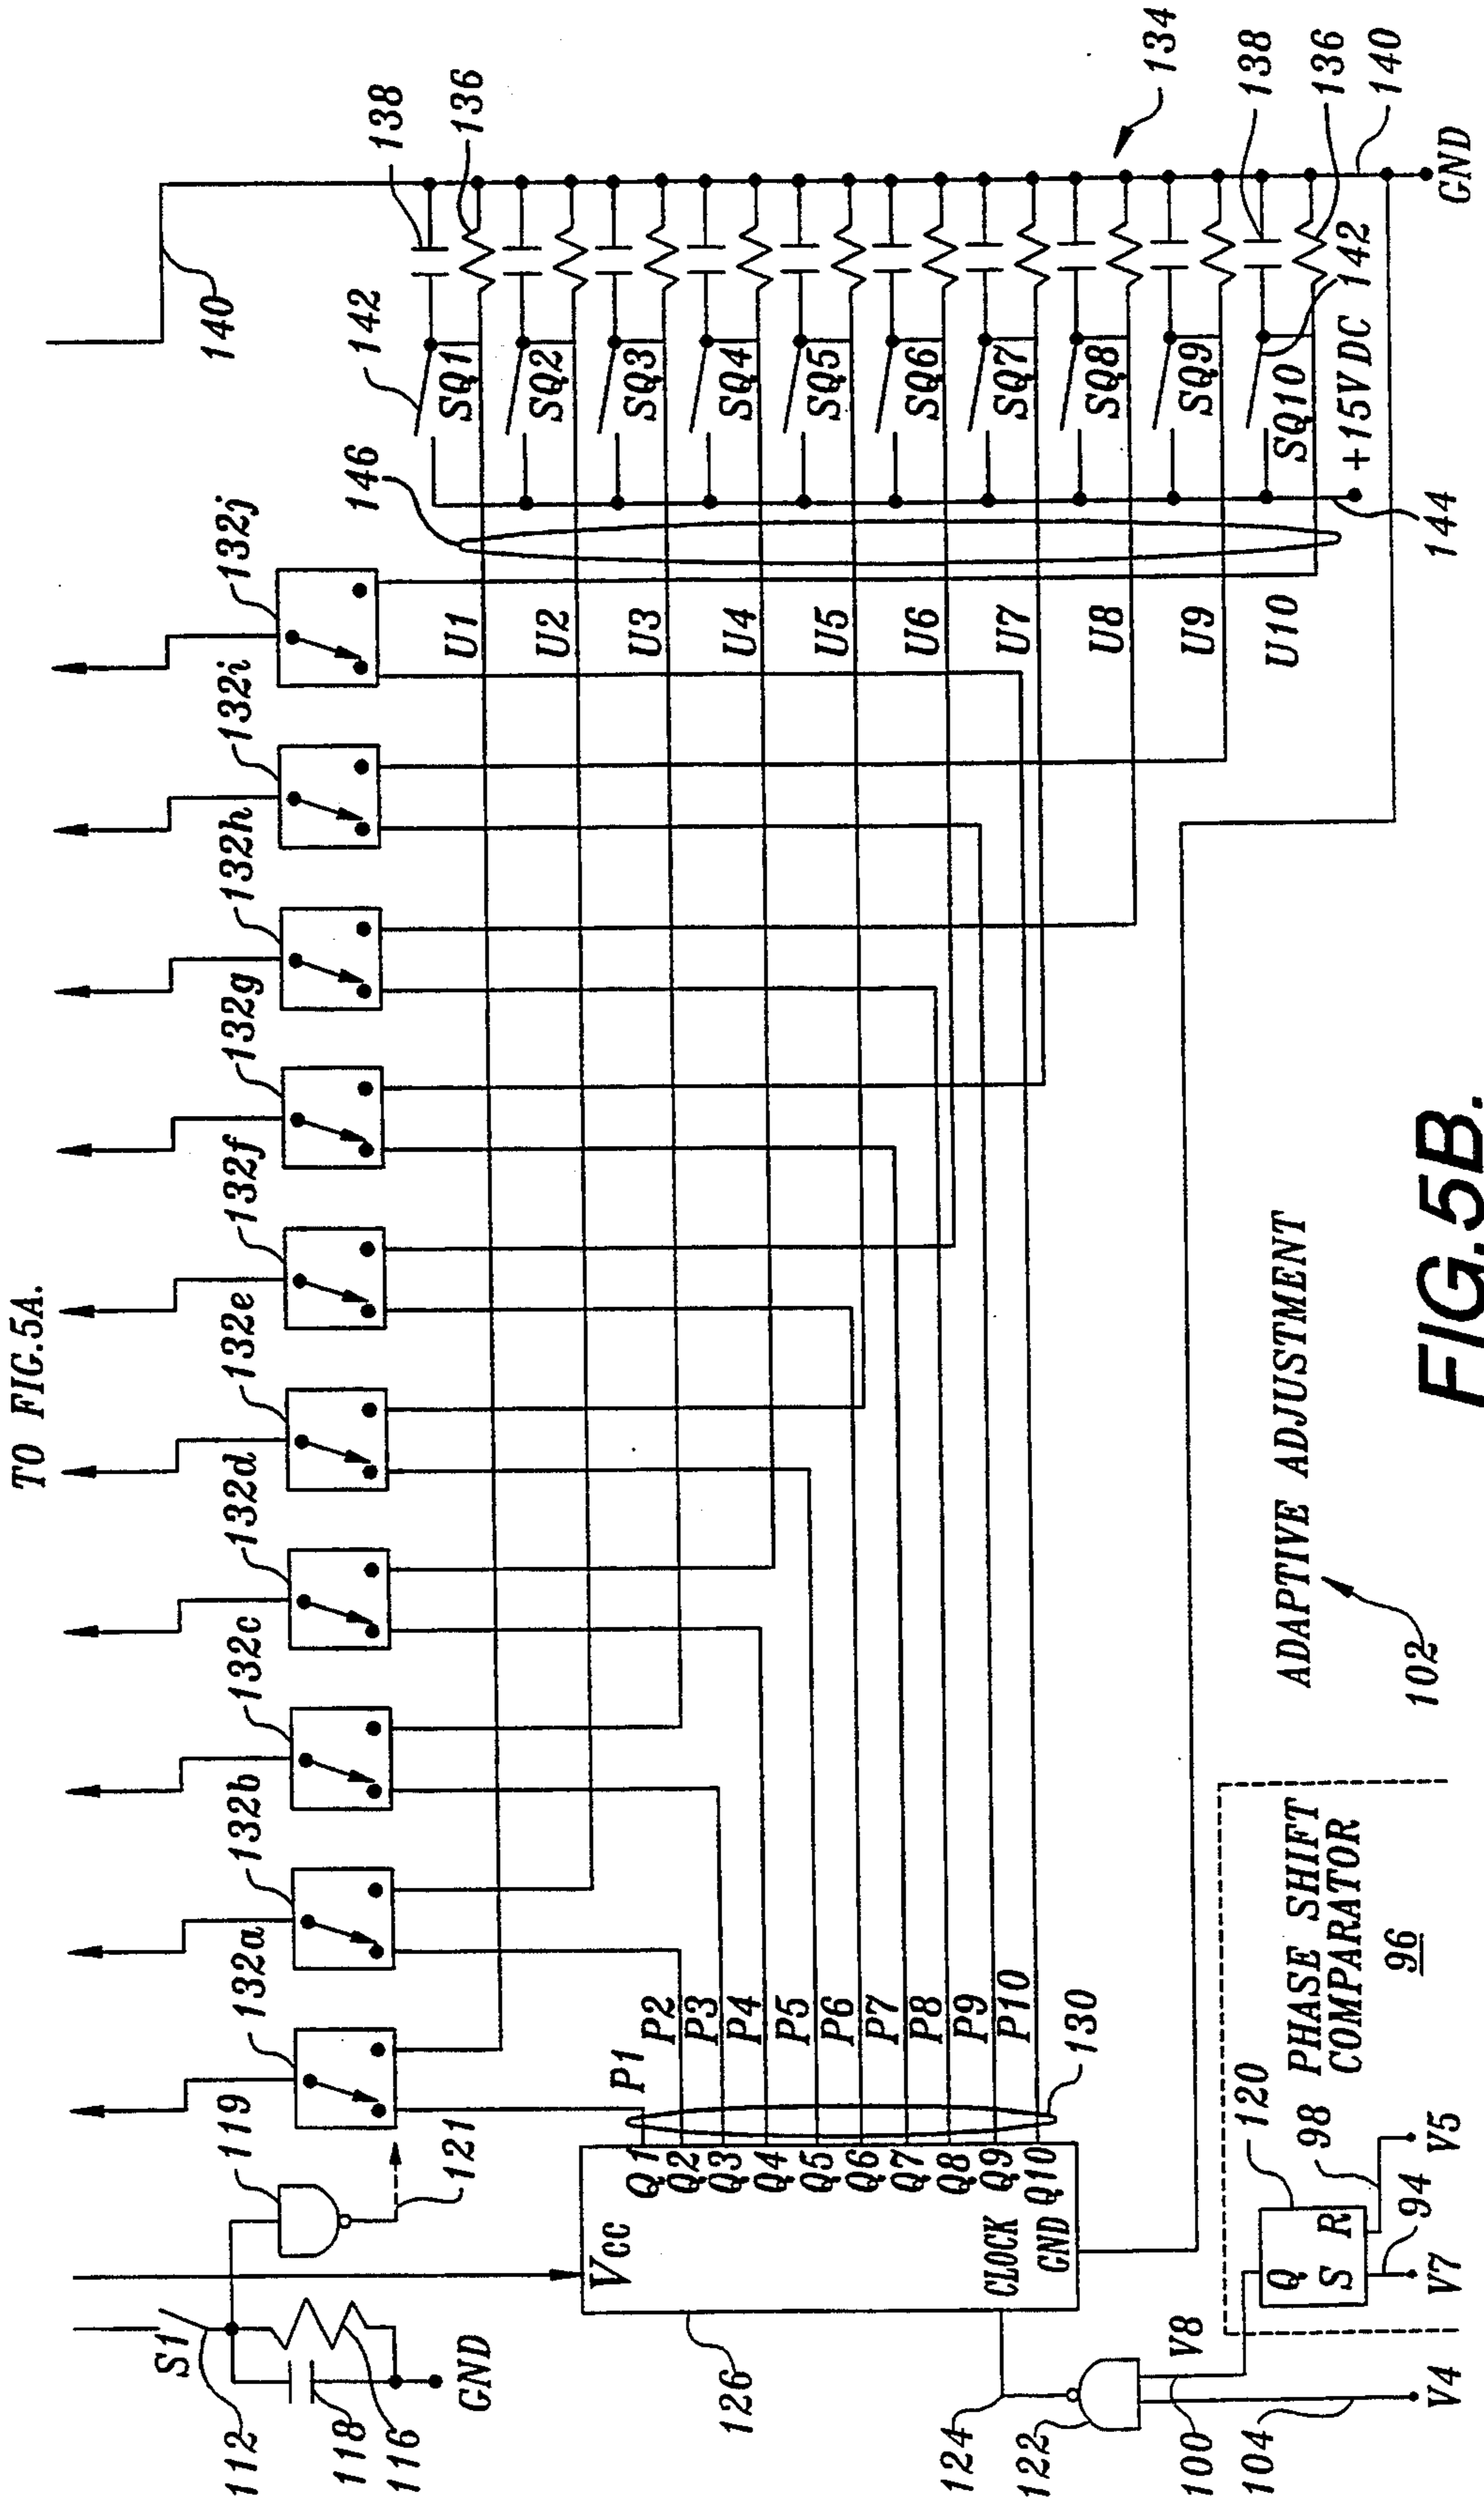 TO FIG.5A.
132a
132b
132c
132d
132e
132f
132g
132h
132i
132j
140
138
136
142
146
S1
112
118
116
GND
119
121
Vcc
126
CLOCK
GND
Q1
Q2
Q3
Q4
Q5
Q6
Q7
Q8
Q9
Q10
P1
P2
P3
P4
P5
P6
P7
P8
P9
P10
130
U1
U2
U3
U4
U5
U6
U7
U8
U9
U10
SQ1
SQ2
SQ3
SQ4
SQ5
SQ6
SQ7
SQ8
SQ9
SQ10
134
138
136
140
142
+15V DC
144
GND
124
122
100
104
V8
V4
120
Q
S R
98
94
V7
V5
PHASE SHIFT
COMPARATOR
96
ADAPTIVE ADJUSTMENT
102
FIG.5B.